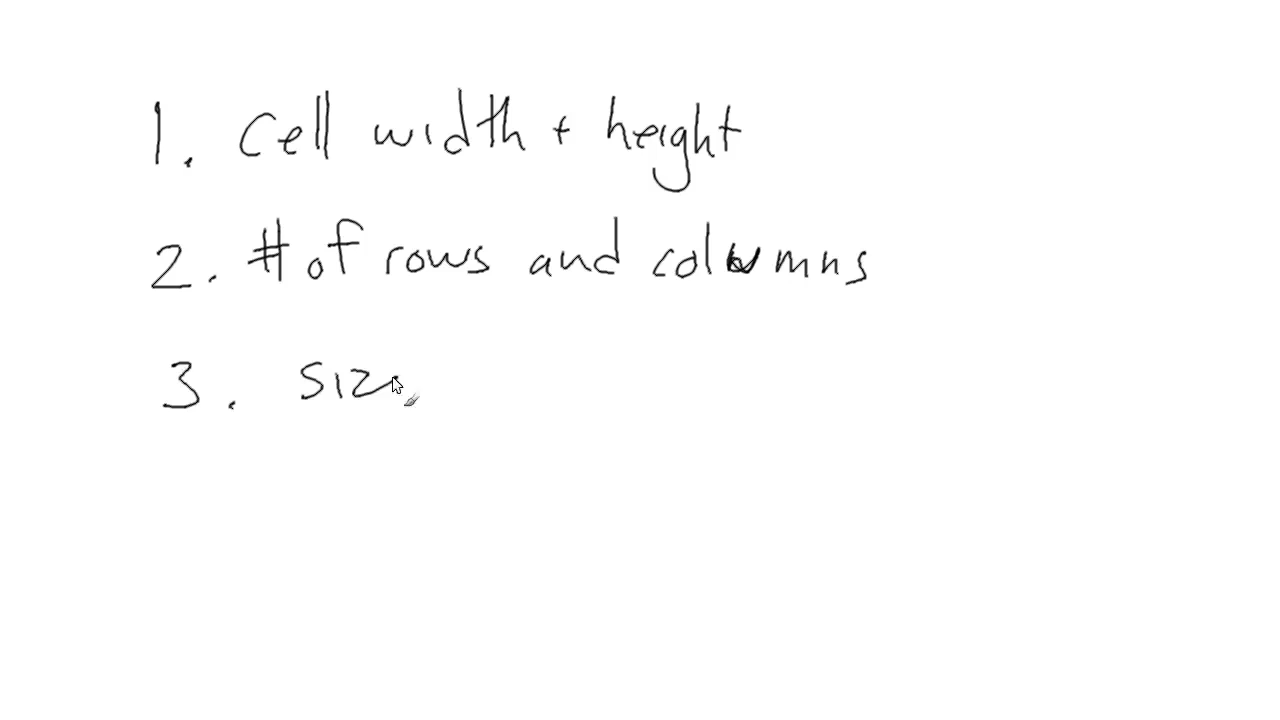 1. Cell width + height
2. # of rows and columns
3. siz